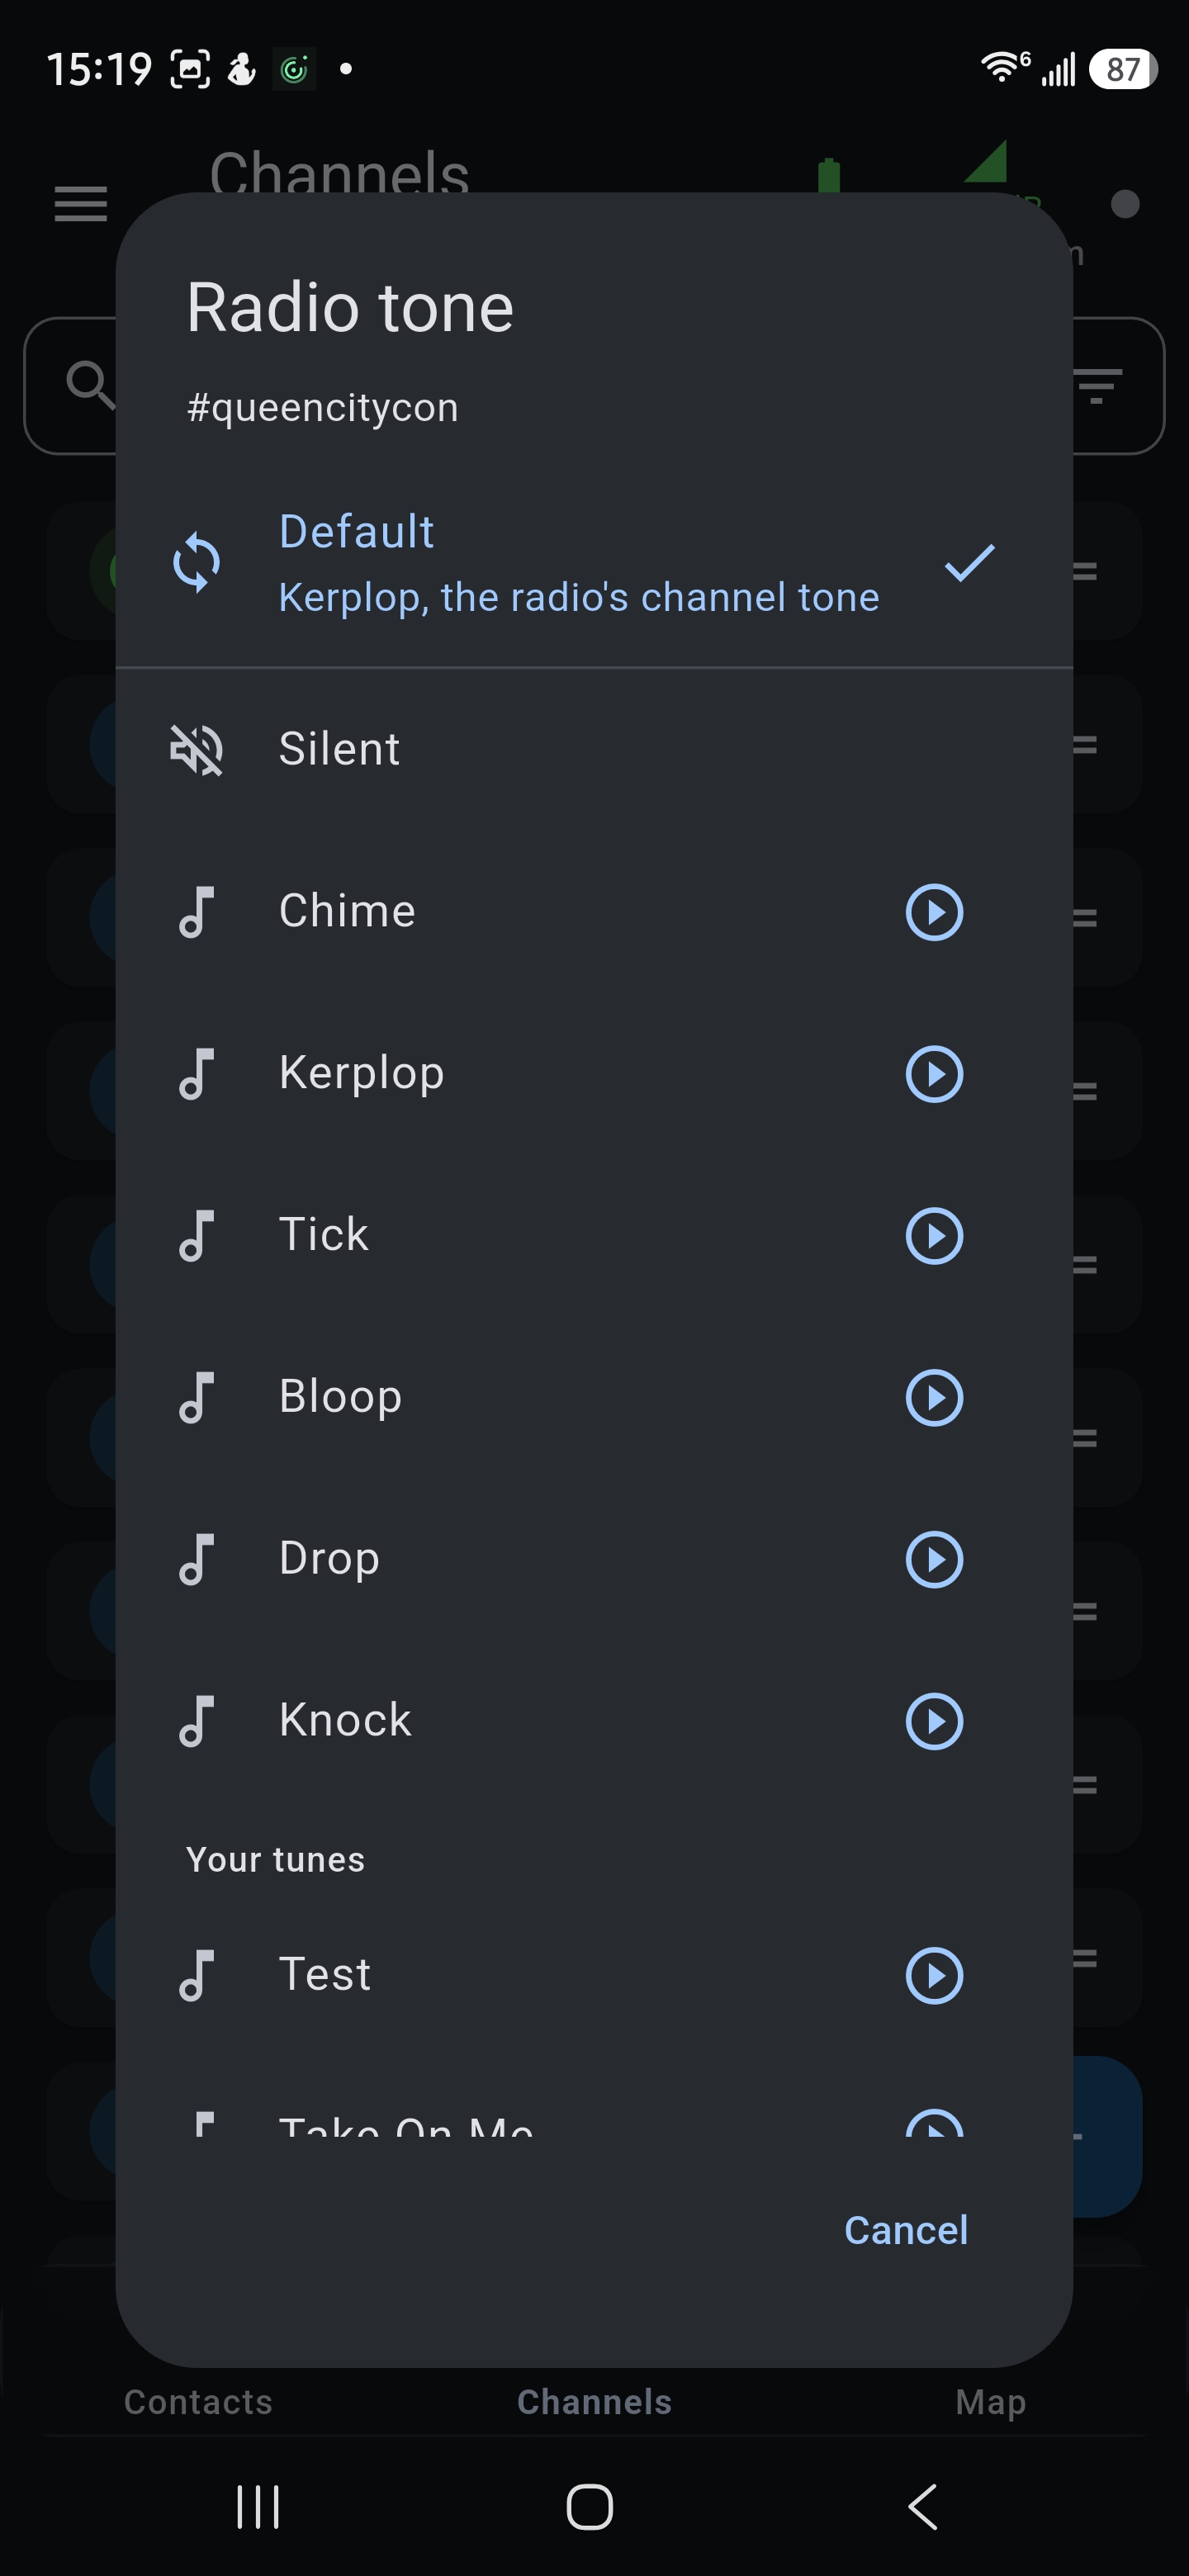 15:19
6
87
Channels
Radio tone
#queencitycon
Default
Kerplop, the radio's channel tone
Silent
Chime
Kerplop
Tick
Bloop
Drop
Knock
Your tunes
Test
Take On Me
Cancel
Contacts
Channels
Map